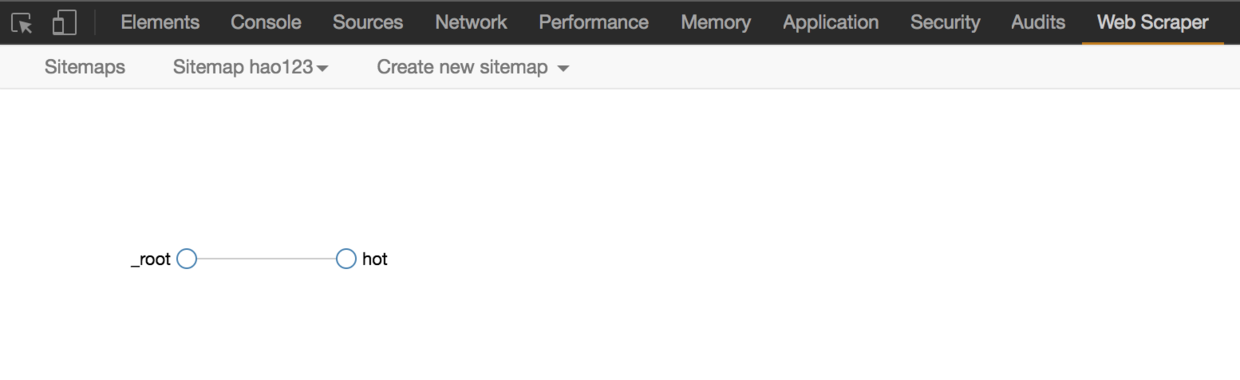 Elements Console Sources Network Performance Memory Application Security Audits Web Scraper
Sitemaps Sitemap hao123 Create new sitemap
_root hot